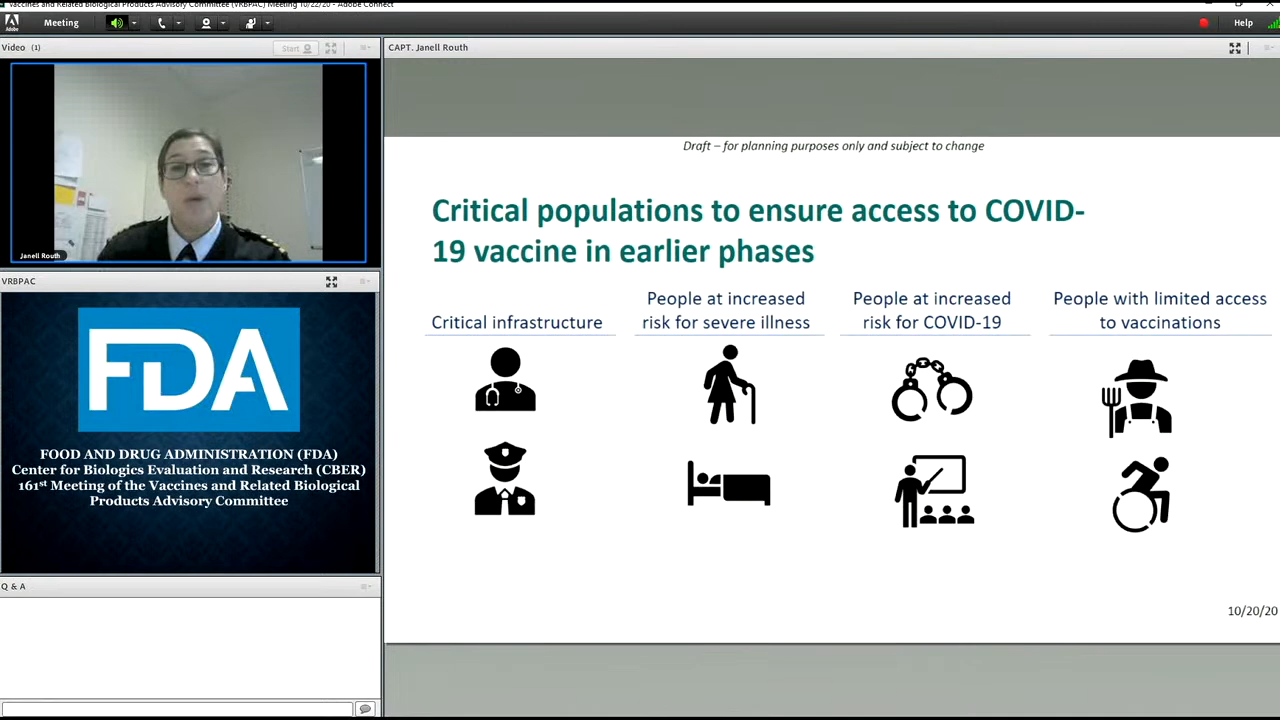 Vaccines and Related Biological Products Advisory Committee (VRBPAC) Meeting 10/22/20 - Adobe Connect
Adobe
Meeting
Help
Video (1)
Start
CAPT. Janell Routh
Janell Routh
VRBPAC
FDA
FOOD AND DRUG ADMINISTRATION (FDA)
Center for Biologics Evaluation and Research (CBER)
161st Meeting of the Vaccines and Related Biological
Products Advisory Committee
Q & A
Draft – for planning purposes only and subject to change
Critical populations to ensure access to COVID-
19 vaccine in earlier phases
Critical infrastructure
People at increased
risk for severe illness
People at increased
risk for COVID-19
People with limited access
to vaccinations
10/20/20